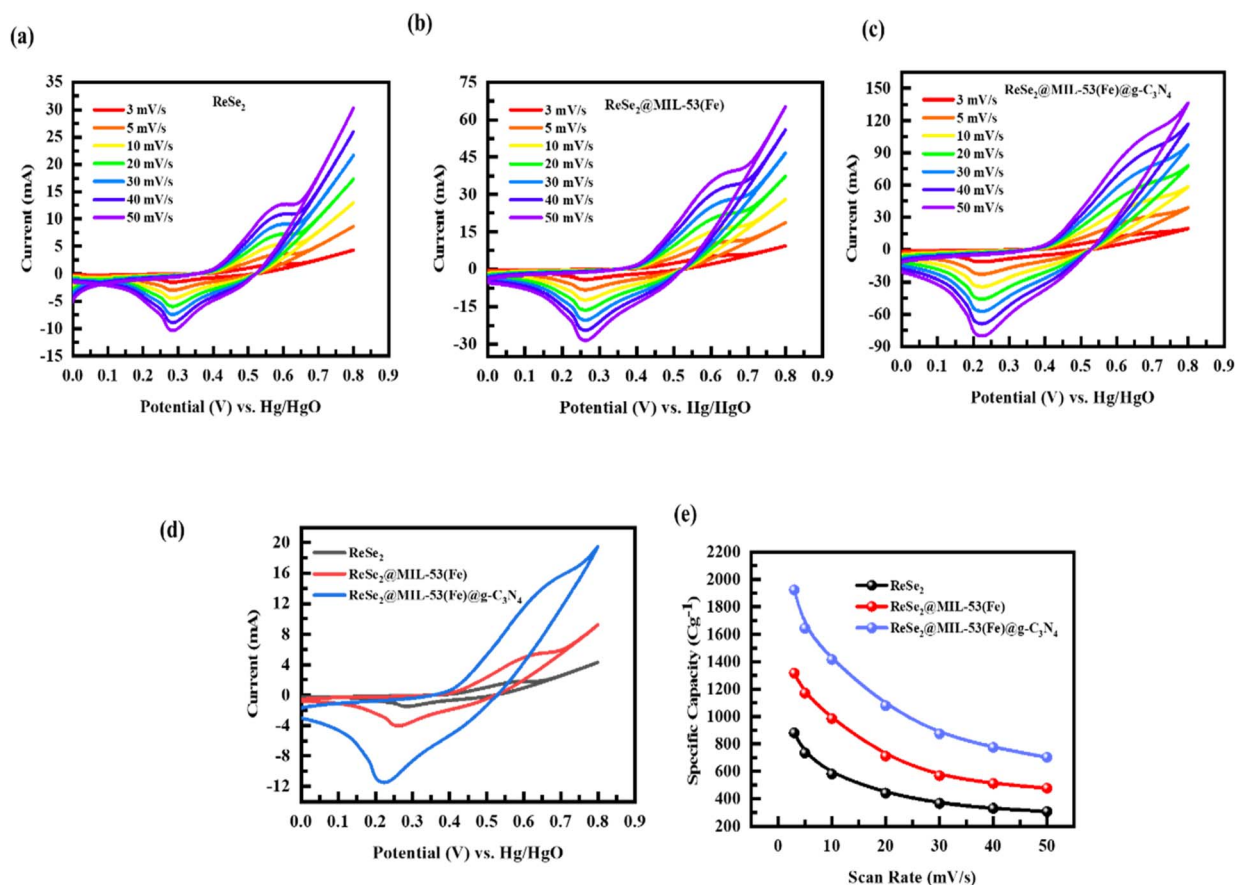 (a)
ReSe₂
3 mV/s
5 mV/s
10 mV/s
20 mV/s
30 mV/s
40 mV/s
50 mV/s
35
30
25
20
15
10
5
0
-5
-10
-15
0.0 0.1 0.2 0.3 0.4 0.5 0.6 0.7 0.8 0.9
Current (mA)
Potential (V) vs. Hg/HgO
(b)
ReSe₂@MIL-53(Fe)
3 mV/s
5 mV/s
10 mV/s
20 mV/s
30 mV/s
40 mV/s
50 mV/s
75
60
45
30
15
0
-15
-30
0.0 0.1 0.2 0.3 0.4 0.5 0.6 0.7 0.8 0.9
Current (mA)
Potential (V) vs. Hg/HgO
(c)
ReSe₂@MIL-53(Fe)@g-C₃N₄
3 mV/s
5 mV/s
10 mV/s
20 mV/s
30 mV/s
40 mV/s
50 mV/s
150
120
90
60
30
0
-30
-60
-90
0.0 0.1 0.2 0.3 0.4 0.5 0.6 0.7 0.8 0.9
Current (mA)
Potential (V) vs. Hg/HgO
(d)
ReSe₂
ReSe₂@MIL-53(Fe)
ReSe₂@MIL-53(Fe)@g-C₃N₄
20
16
12
8
4
0
-4
-8
-12
0.0 0.1 0.2 0.3 0.4 0.5 0.6 0.7 0.8 0.9
Current (mA)
Potential (V) vs. Hg/HgO
(e)
ReSe₂
ReSe₂@MIL-53(Fe)
ReSe₂@MIL-53(Fe)@g-C₃N₄
2200
2000
1800
1600
1400
1200
1000
800
600
400
200
0 10 20 30 40 50
Specific Capacity (Cg⁻¹)
Scan Rate (mV/s)